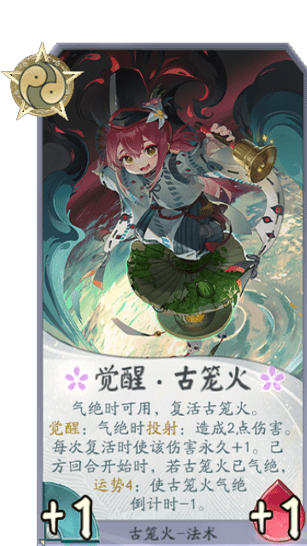 觉醒·古笼火
气绝时可用，复活古笼火。
觉醒：气绝时投射：造成2点伤害。
每次复活时使该伤害永久+1。己
方回合开始时，若古笼火已气绝，
运势4：使古笼火气绝
倒计时-1。
+1
古笼火-法术
+1